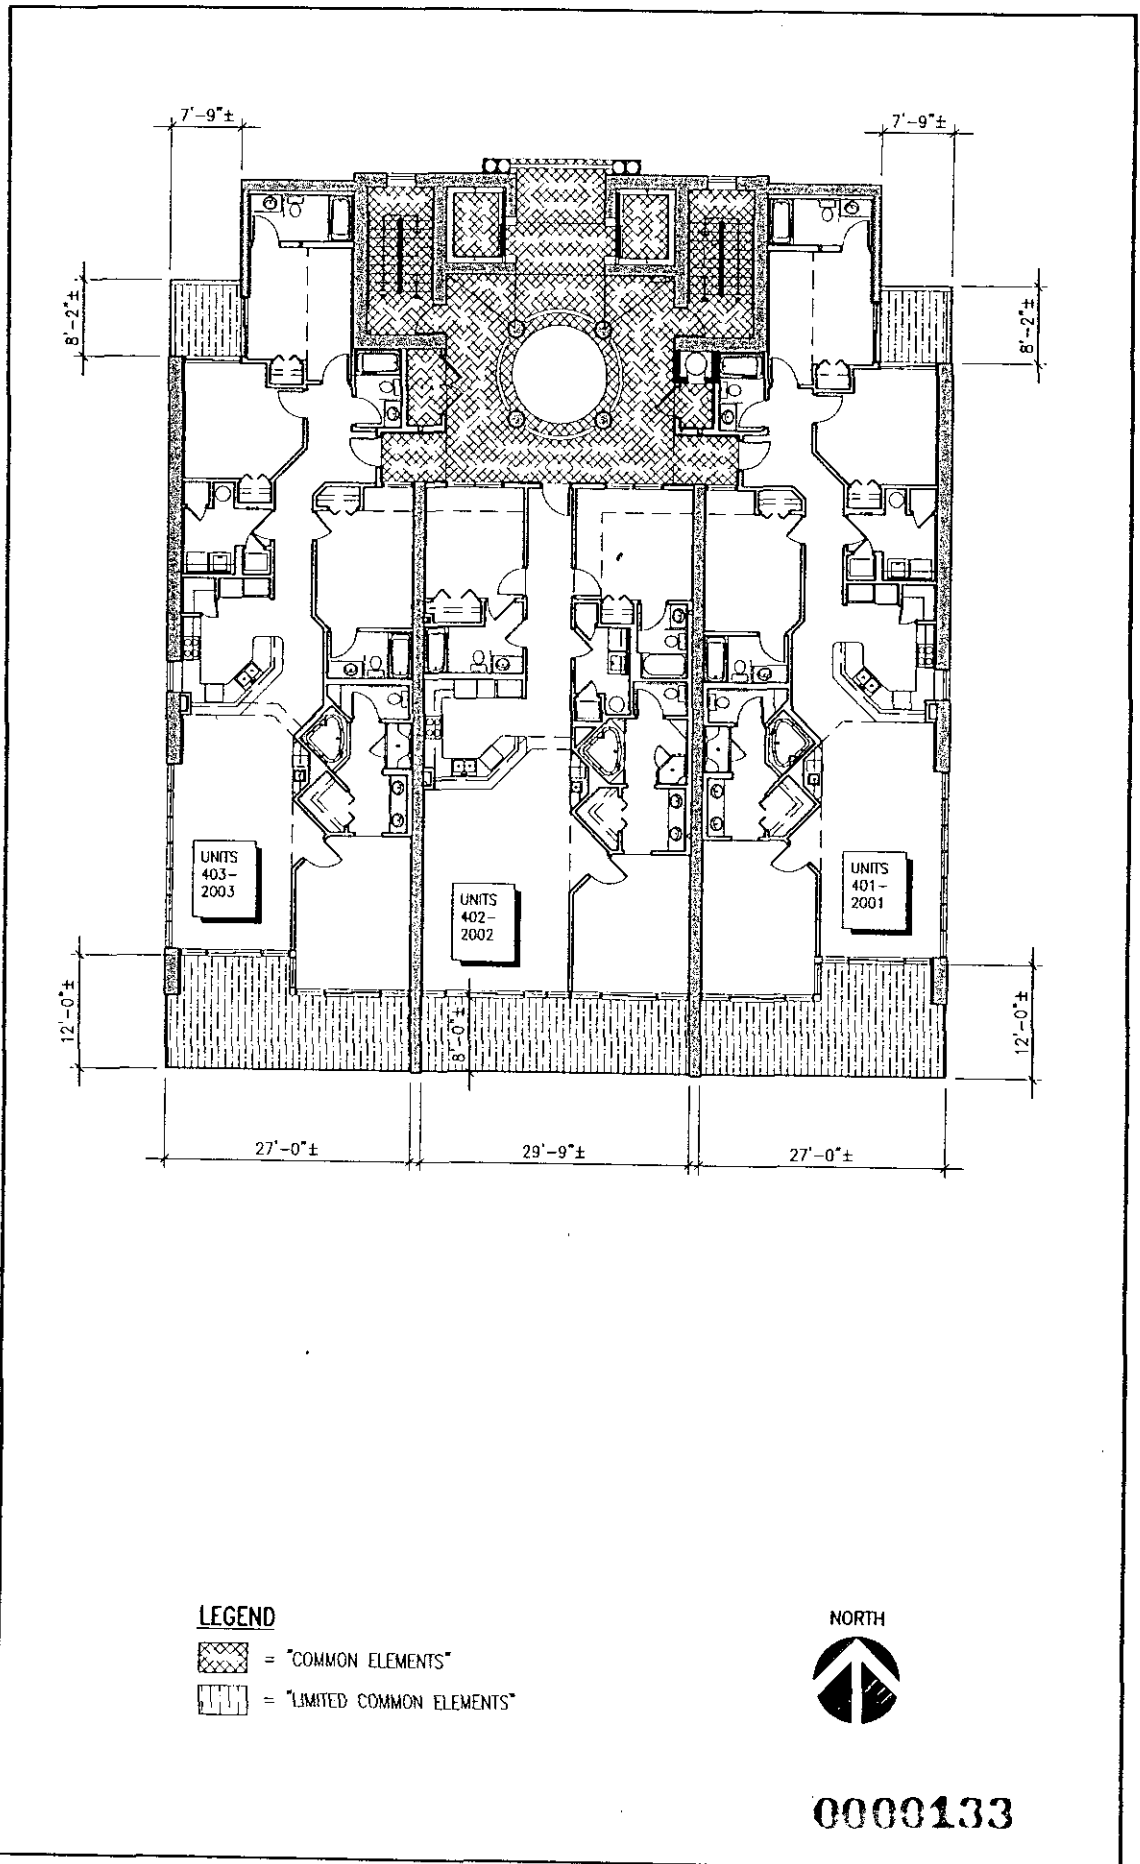 7'-9"±
7'-9"±
8'-2"±
8'-2"±
UNITS
403-
2003
UNITS
402-
2002
UNITS
401-
2001
12'-0"±
8'-0"±
12'-0"±
27'-0"±
29'-9"±
27'-0"±
LEGEND
= "COMMON ELEMENTS"
= "LIMITED COMMON ELEMENTS"
NORTH
0000133